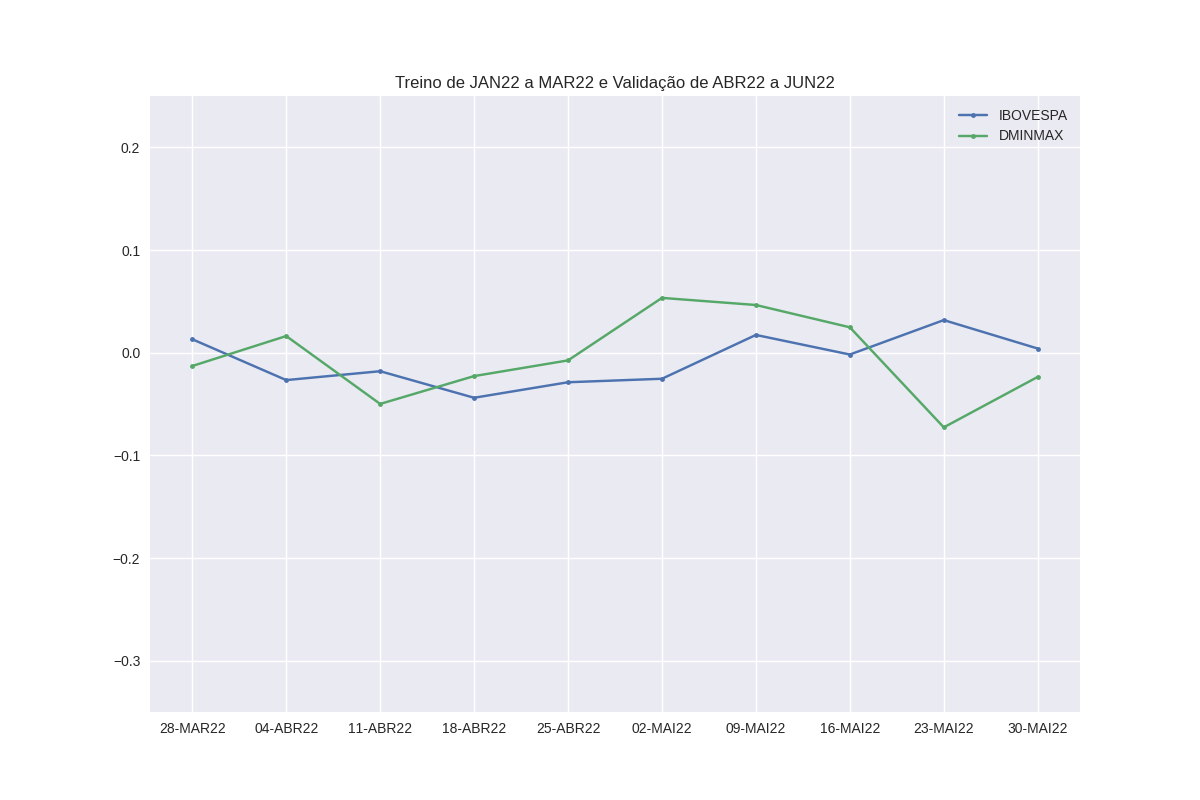 Treino de JAN22 a MAR22 e Validação de ABR22 a JUN22
IBOVESPA
DMINMAX
0.2
0.1
0.0
−0.1
−0.2
−0.3
28-MAR22 04-ABR22 11-ABR22 18-ABR22 25-ABR22 02-MAI22 09-MAI22 16-MAI22 23-MAI22 30-MAI22